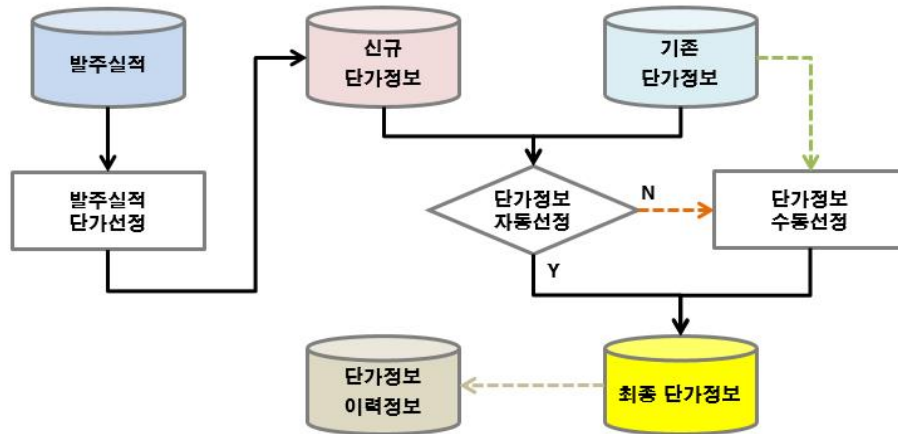 발주실적
신규
단가정보
기존
단가정보
발주실적
단가선정
단가정보
자동선정
N
단가정보
수동선정
Y
단가정보
이력정보
최종 단가정보